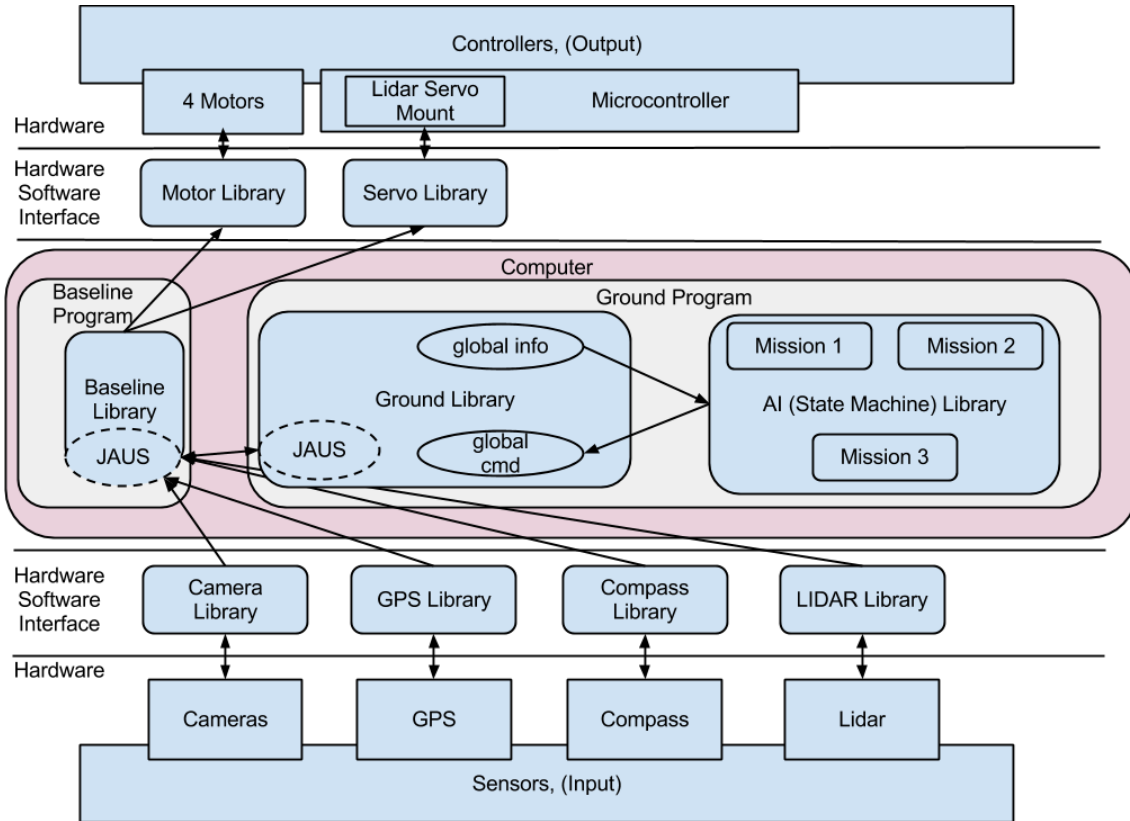 Controllers, (Output)
4 Motors
Lidar Servo
Mount
Microcontroller
Hardware
Hardware
Software
Interface
Motor Library
Servo Library
Computer
Baseline
Program
Ground Program
Baseline
Library
JAUS
global info
Ground Library
JAUS
global
cmd
Mission 1
Mission 2
AI (State Machine) Library
Mission 3
Hardware
Software
Interface
Camera
Library
GPS Library
Compass
Library
LIDAR Library
Hardware
Cameras
GPS
Compass
Lidar
Sensors, (Input)